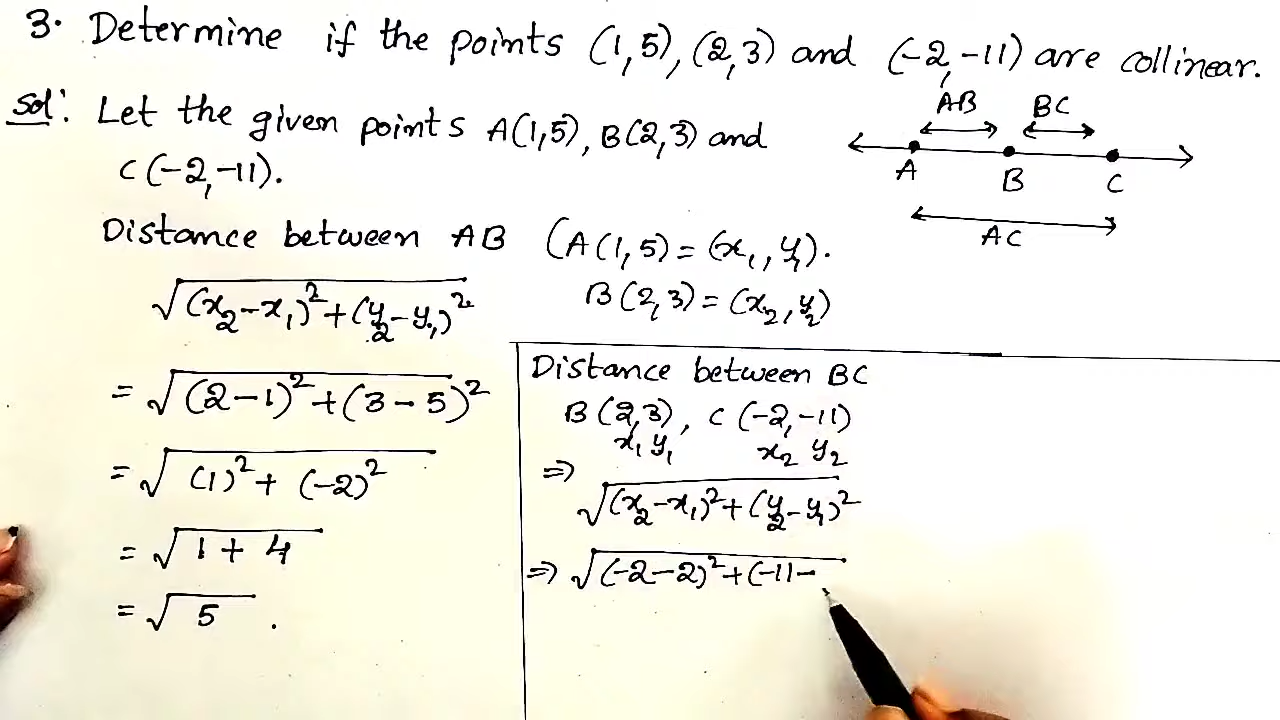 3. Determine if the points (1,5), (2,3) and (-2,-11) are collinear.
Sol: Let the given points A(1,5), B(2,3) and
C(-2,-11).
AB BC
A B C
AC
Distance between AB (A(1,5) = (x₁, y₁).
B(2,3) = (x₂, y₂)
√(x₂-x₁)²+(y₂-y₁)²
= √(2-1)²+(3-5)²
= √(1)²+(-2)²
= √1+4
= √5.
Distance between BC
B(2,3), C(-2,-11)
x₁ y₁ x₂ y₂
⇒ √(x₂-x₁)²+(y₂-y₁)²
⇒ √(-2-2)²+(-11-